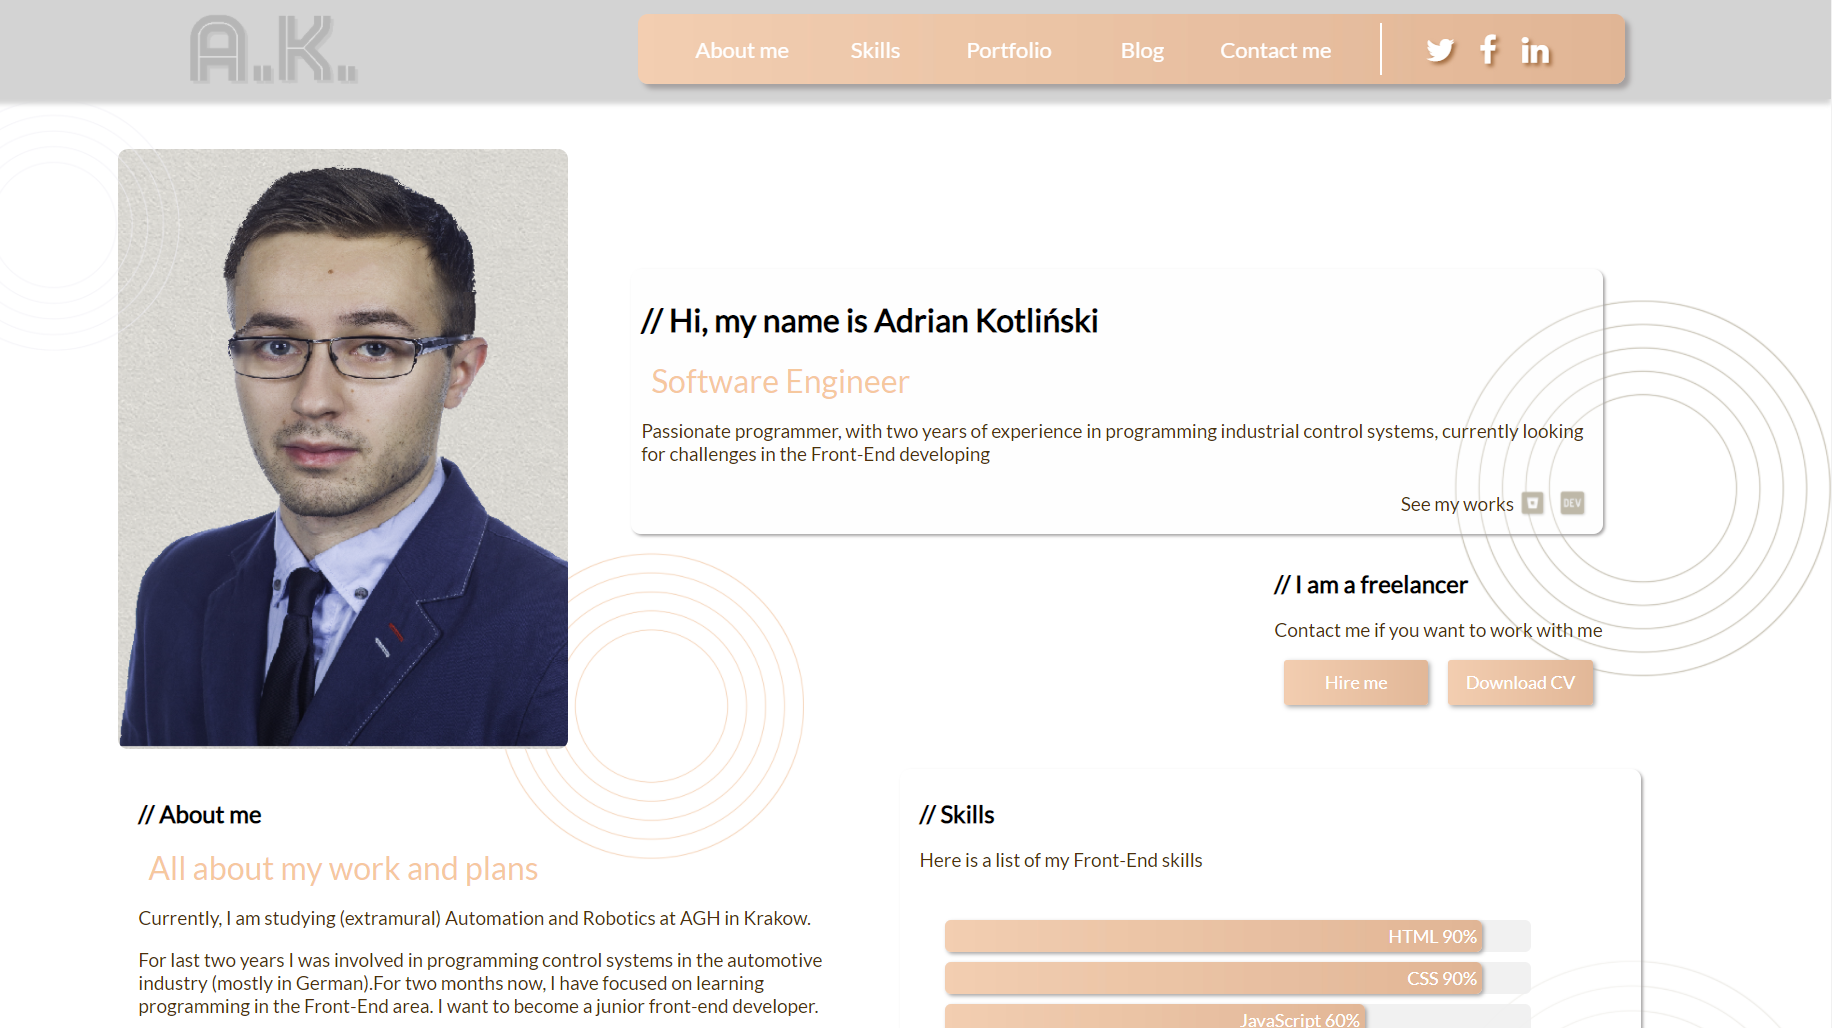 A..K..
About me
Skills
Portfolio
Blog
Contact me
// Hi, my name is Adrian Kotliński
Software Engineer
Passionate programmer, with two years of experience in programming industrial control systems, currently looking
for challenges in the Front-End developing
See my works
DEV
// I am a freelancer
Contact me if you want to work with me
Hire me
Download CV
// About me
All about my work and plans
Currently, I am studying (extramural) Automation and Robotics at AGH in Krakow.
For last two years I was involved in programming control systems in the automotive
industry (mostly in German).For two months now, I have focused on learning
programming in the Front-End area. I want to become a junior front-end developer.
// Skills
Here is a list of my Front-End skills
HTML 90%
CSS 90%
JavaScript 60%